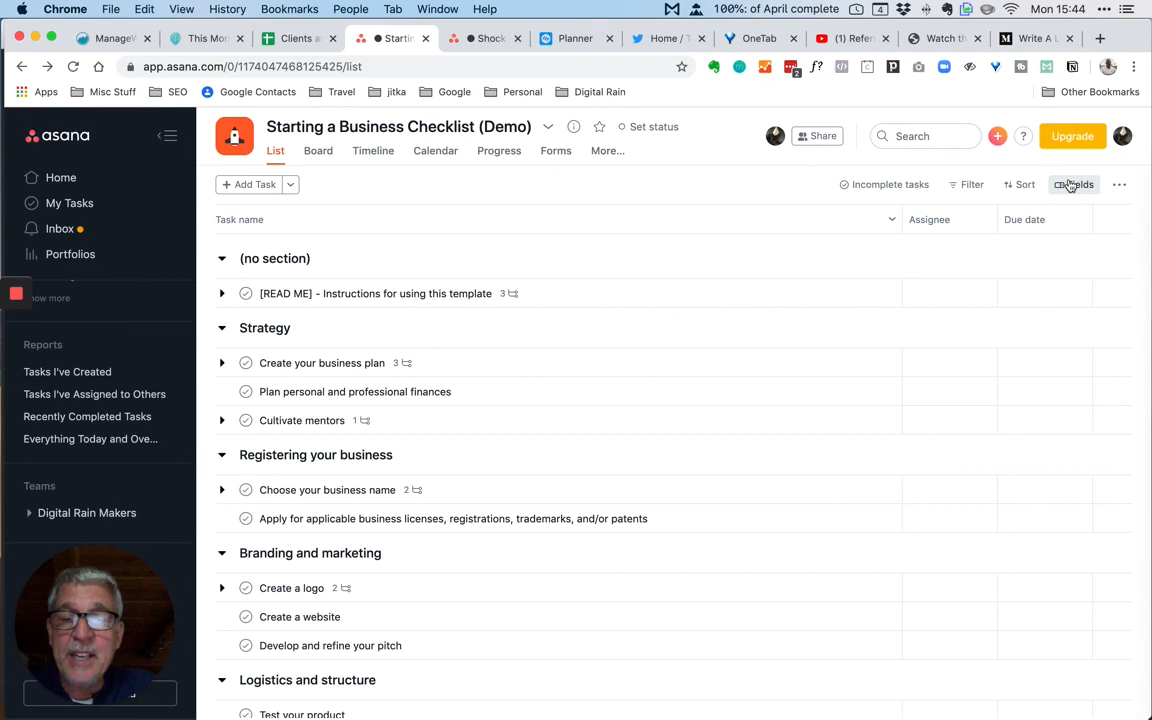 Chrome File Edit View History Bookmarks People Tab Window Help 100%: of April complete 4 Mon 15:44
ManageW This Mor Clients a Startin Shock Planner Home / T OneTab (1) Refer Watch th Write A L
app.asana.com/0/1174047468125425/list
Apps Misc Stuff SEO Google Contacts Travel jitka Google Personal Digital Rain Other Bookmarks
asana
Starting a Business Checklist (Demo) Set status Share Search Upgrade
List Board Timeline Calendar Progress Forms More...
Home
My Tasks
Inbox
Portfolios
how more
Reports
Tasks I've Created
Tasks I've Assigned to Others
Recently Completed Tasks
Everything Today and Ove...
Teams
Digital Rain Makers
+ Add Task Incomplete tasks Filter Sort Fields
Task name Assignee Due date
(no section)
[READ ME] - Instructions for using this template 3
Strategy
Create your business plan 3
Plan personal and professional finances
Cultivate mentors 1
Registering your business
Choose your business name 2
Apply for applicable business licenses, registrations, trademarks, and/or patents
Branding and marketing
Create a logo 2
Create a website
Develop and refine your pitch
Logistics and structure
Test your product